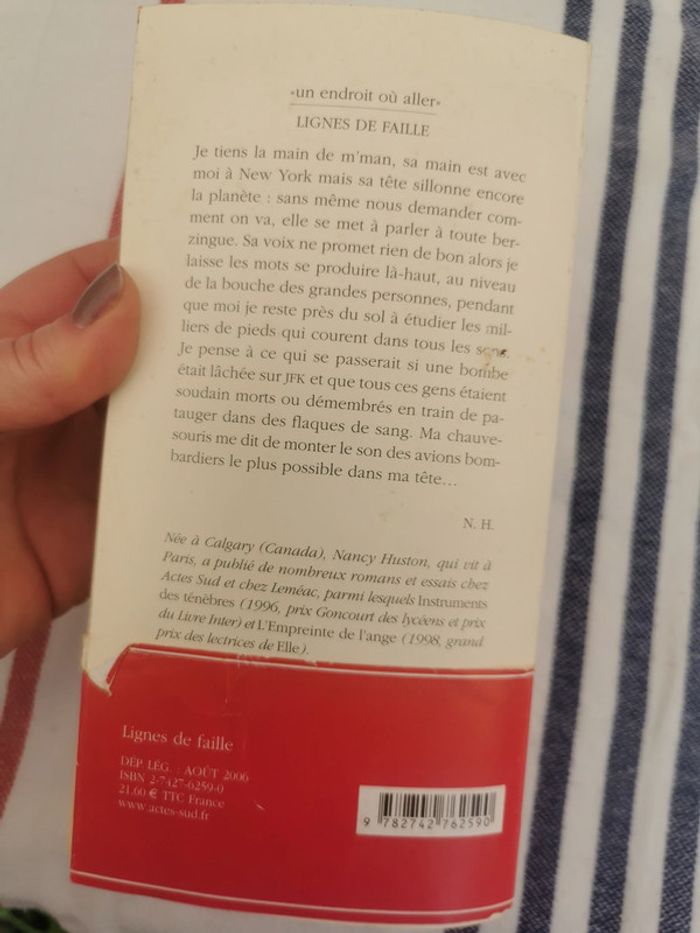 «un endroit où aller»
LIGNES DE FAILLE
Je tiens la main de m'man, sa main est avec
moi à New York mais sa tête sillonne encore
la planète : sans même nous demander com-
ment on va, elle se met à parler à toute ber-
zingue. Sa voix ne promet rien de bon alors je
laisse les mots se produire là-haut, au niveau
de la bouche des grandes personnes, pendant
que moi je reste près du sol à étudier les mil-
liers de pieds qui courent dans tous les sens.
Je pense à ce qui se passerait si une bombe
était lâchée sur JFK et que tous ces gens étaient
soudain morts ou démembrés en train de pa-
tauger dans des flaques de sang. Ma chauve-
souris me dit de monter le son des avions bom-
bardiers le plus possible dans ma tête…
N. H.
Née à Calgary (Canada), Nancy Huston, qui vit à
Paris, a publié de nombreux romans et essais chez
Actes Sud et chez Leméac, parmi lesquels Instruments
des ténèbres (1996, prix Goncourt des lycéens et prix
du Livre Inter) et L'Empreinte de l'ange (1998, grand
prix des lectrices de Elle).
Lignes de faille
DÉP. LÉG. : AOÛT 2006
ISBN 2-7427-6259-0
21,60 € TTC France
www.actes-sud.fr
9 782742 762590
Lignes de faille